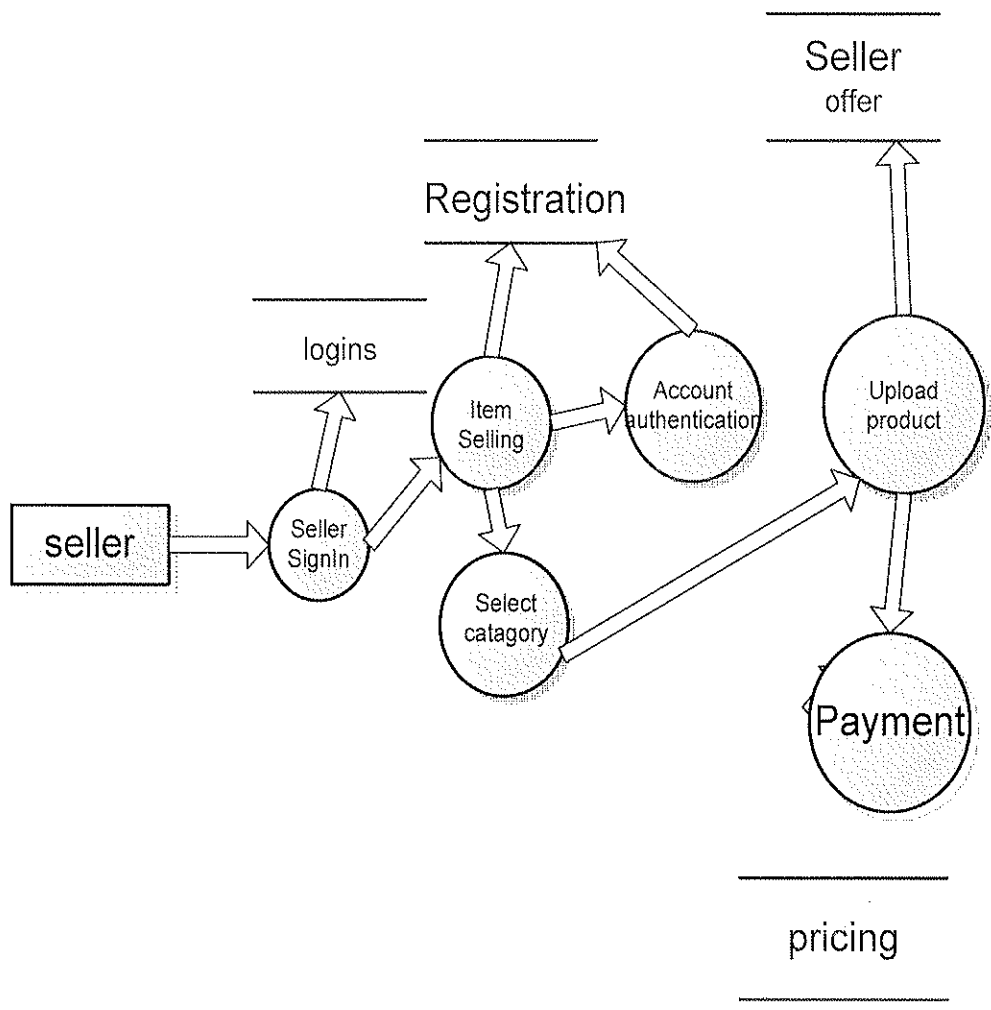 Seller
offer
Registration
logins
Item
Selling
Account
authentication
Upload
product
seller
Seller
SignIn
Select
catagory
Payment
pricing